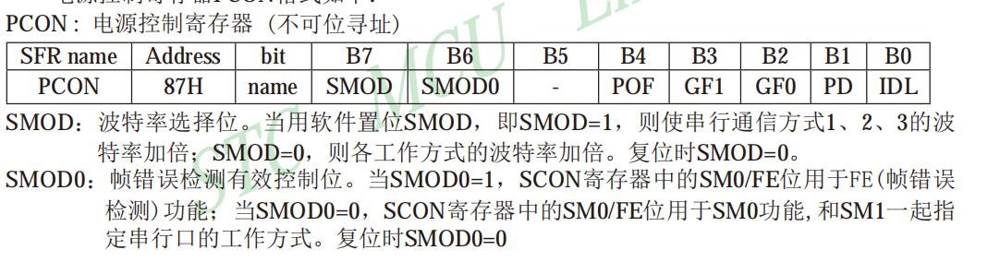 PCON : 电源控制寄存器 (不可位寻址)
SFR name Address bit B7 B6 B5 B4 B3 B2 B1 B0
PCON 87H name SMOD SMOD0 - POF GF1 GF0 PD IDL
SMOD：波特率选择位。当用软件置位SMOD，即SMOD=1，则使串行通信方式1、2、3的波
特率加倍；SMOD=0，则各工作方式的波特率加倍。复位时SMOD=0。
SMOD0：帧错误检测有效控制位。当SMOD0=1，SCON寄存器中的SM0/FE位用于FE(帧错误
检测)功能；当SMOD0=0，SCON寄存器中的SM0/FE位用于SM0功能,和SM1一起指
定串行口的工作方式。复位时SMOD0=0
STC MCU